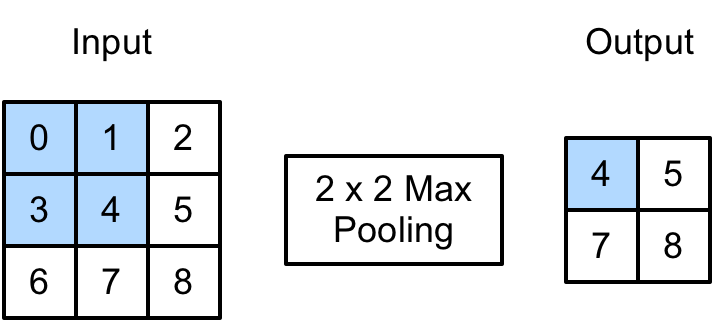 Input
Output
0 1 2
3 4 5
6 7 8
2 x 2 Max
Pooling
4 5
7 8